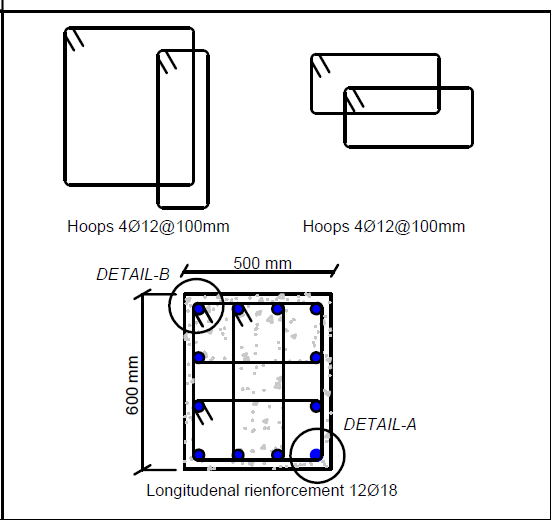 Hoops 4Ø12@100mm
Hoops 4Ø12@100mm
500 mm
DETAIL-B
600 mm
DETAIL-A
Longitudenal rienforcement 12Ø18